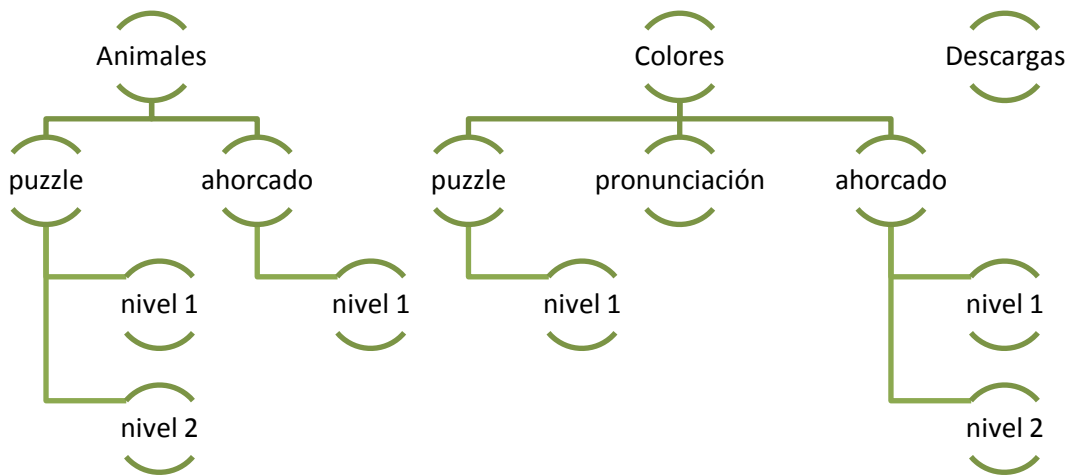 Animales
Colores
Descargas
puzzle
ahorcado
puzzle
pronunciación
ahorcado
nivel 1
nivel 1
nivel 1
nivel 1
nivel 2
nivel 2